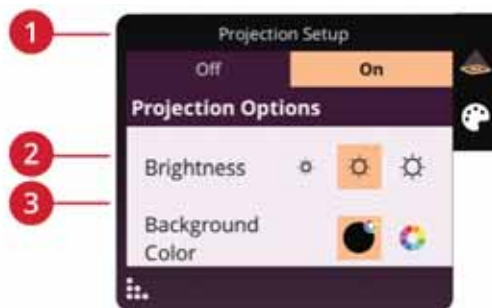 1
Projection Setup
Off On
Projection Options
2
Brightness
3
Background
Color